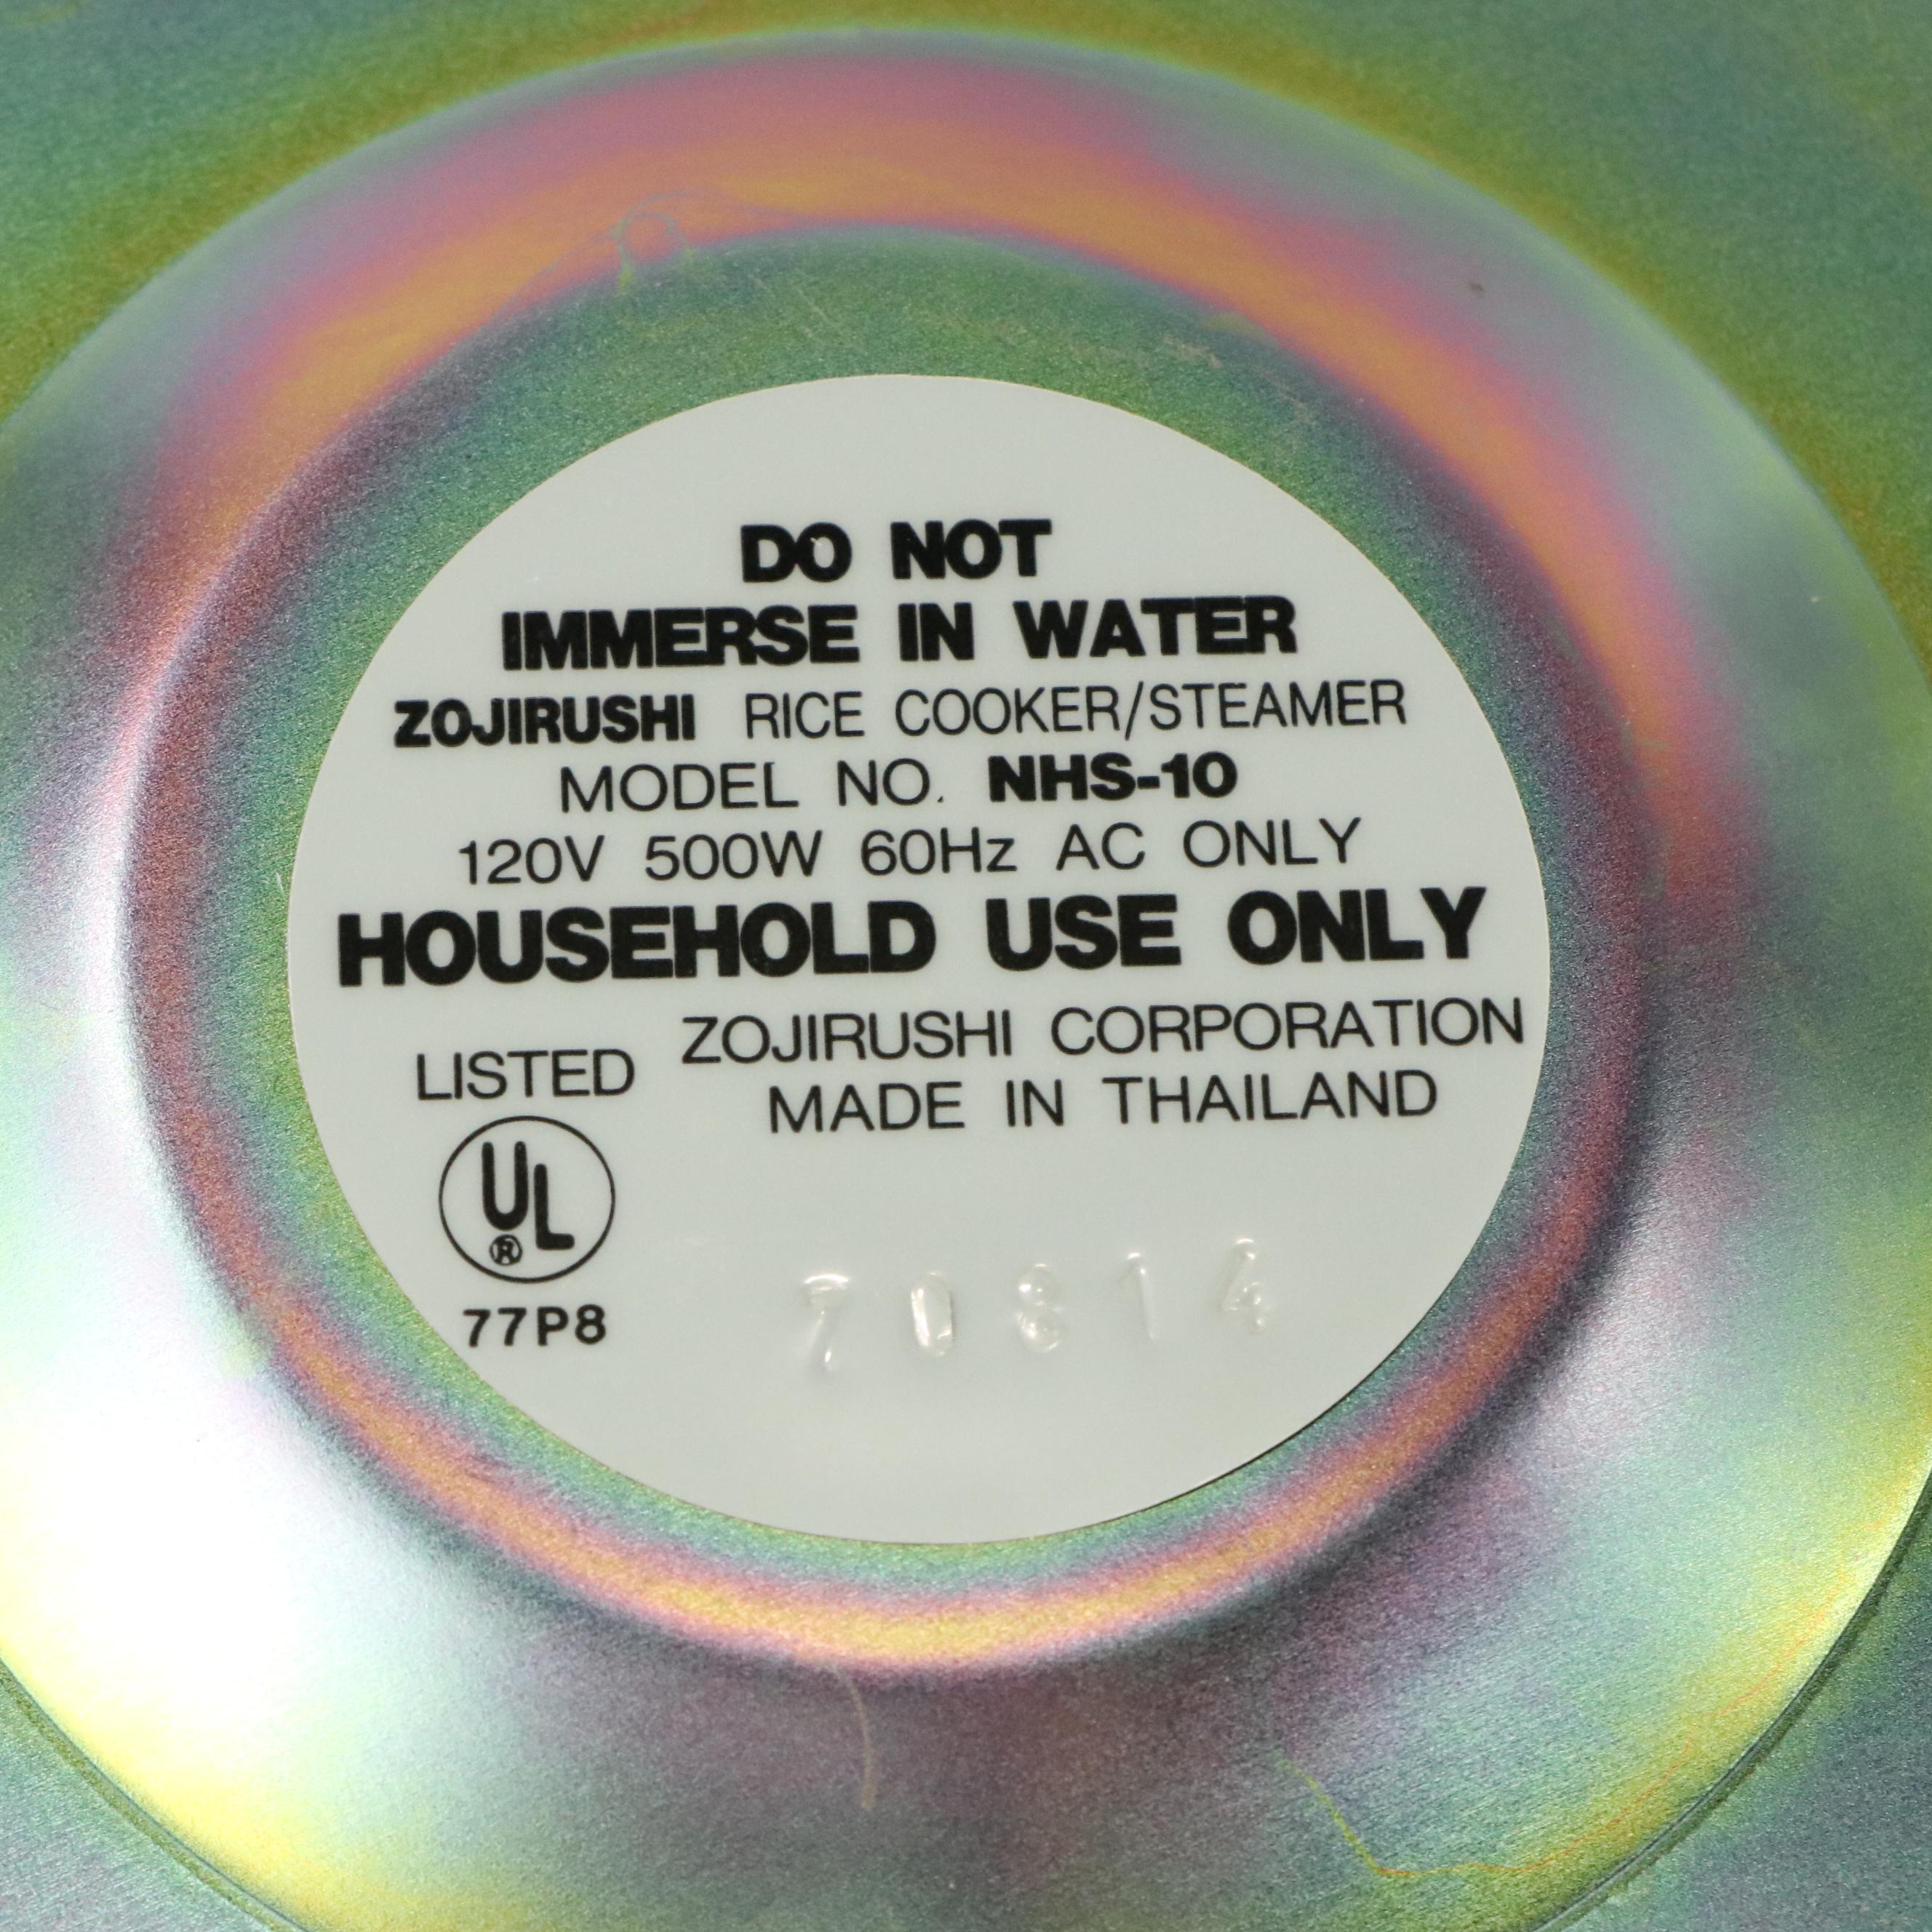 DO NOT
IMMERSE IN WATER
ZOJIRUSHI RICE COOKER/STEAMER
MODEL NO. NHS-10
120V 500W 60Hz AC ONLY
HOUSEHOLD USE ONLY
ZOJIRUSHI CORPORATION
MADE IN THAILAND
LISTED
UL
®
77P8
70814